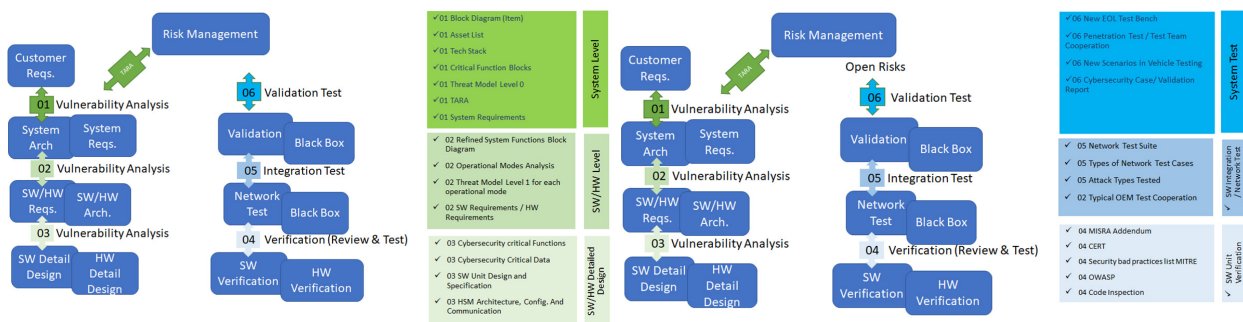 Risk Management
Customer
Reqs.
TARA
01
Vulnerability Analysis
System
Arch
System
Reqs.
02
Vulnerability Analysis
SW/HW
Reqs.
SW/HW
Arch.
03
Vulnerability Analysis
SW Detail
Design
HW
Detail
Design
06
Validation Test
Validation
Black Box
05
Integration Test
Network
Test
Black Box
04
Verification (Review & Test)
SW
Verification
HW
Verification
✓01 Block Diagram (Item)
✓01 Asset List
✓01 Tech Stack
✓01 Critical Function Blocks
✓01 Threat Model Level 0
✓01 TARA
✓01 System Requirements
System Level
✓ 02 Refined System Functions Block
Diagram
✓ 02 Operational Modes Analysis
✓ 02 Threat Model Level 1 for each
operational mode
✓ 02 SW Requirements / HW
Requirements
SW/HW Level
✓ 03 Cybersecurity critical Functions
✓ 03 Cybersecurity Critical Data
✓ 03 SW Unit Design and
Specification
✓ 03 HSM Architecture, Config. And
Communication
SW/HW Detailed
Design
Risk Management
Customer
Reqs.
TARA
Open Risks
01
Vulnerability Analysis
System
Arch
System
Reqs.
02
Vulnerability Analysis
SW/HW
Reqs.
SW/HW
Arch.
03
Vulnerability Analysis
SW Detail
Design
HW
Detail
Design
06
Validation Test
Validation
Black Box
05
Integration Test
Network
Test
Black Box
04
Verification (Review & Test)
SW
Verification
HW
Verification
✓06 New EOL Test Bench
✓06 Penetration Test / Test Team
Cooperation
✓06 New Scenarios in Vehicle Testing
✓06 Cybersecurity Case/ Validation
Report
System Test
✓ 05 Network Test Suite
✓ 05 Types of Network Test Cases
✓ 05 Attack Types Tested
✓ 02 Typical OEM Test Cooperation
✓ SW Integration
/ Network Test
✓ 04 MISRA Addendum
✓ 04 CERT
✓ 04 Security bad practices list MITRE
✓ 04 OWASP
✓ 04 Code Inspection
✓ SW Unit
Verification